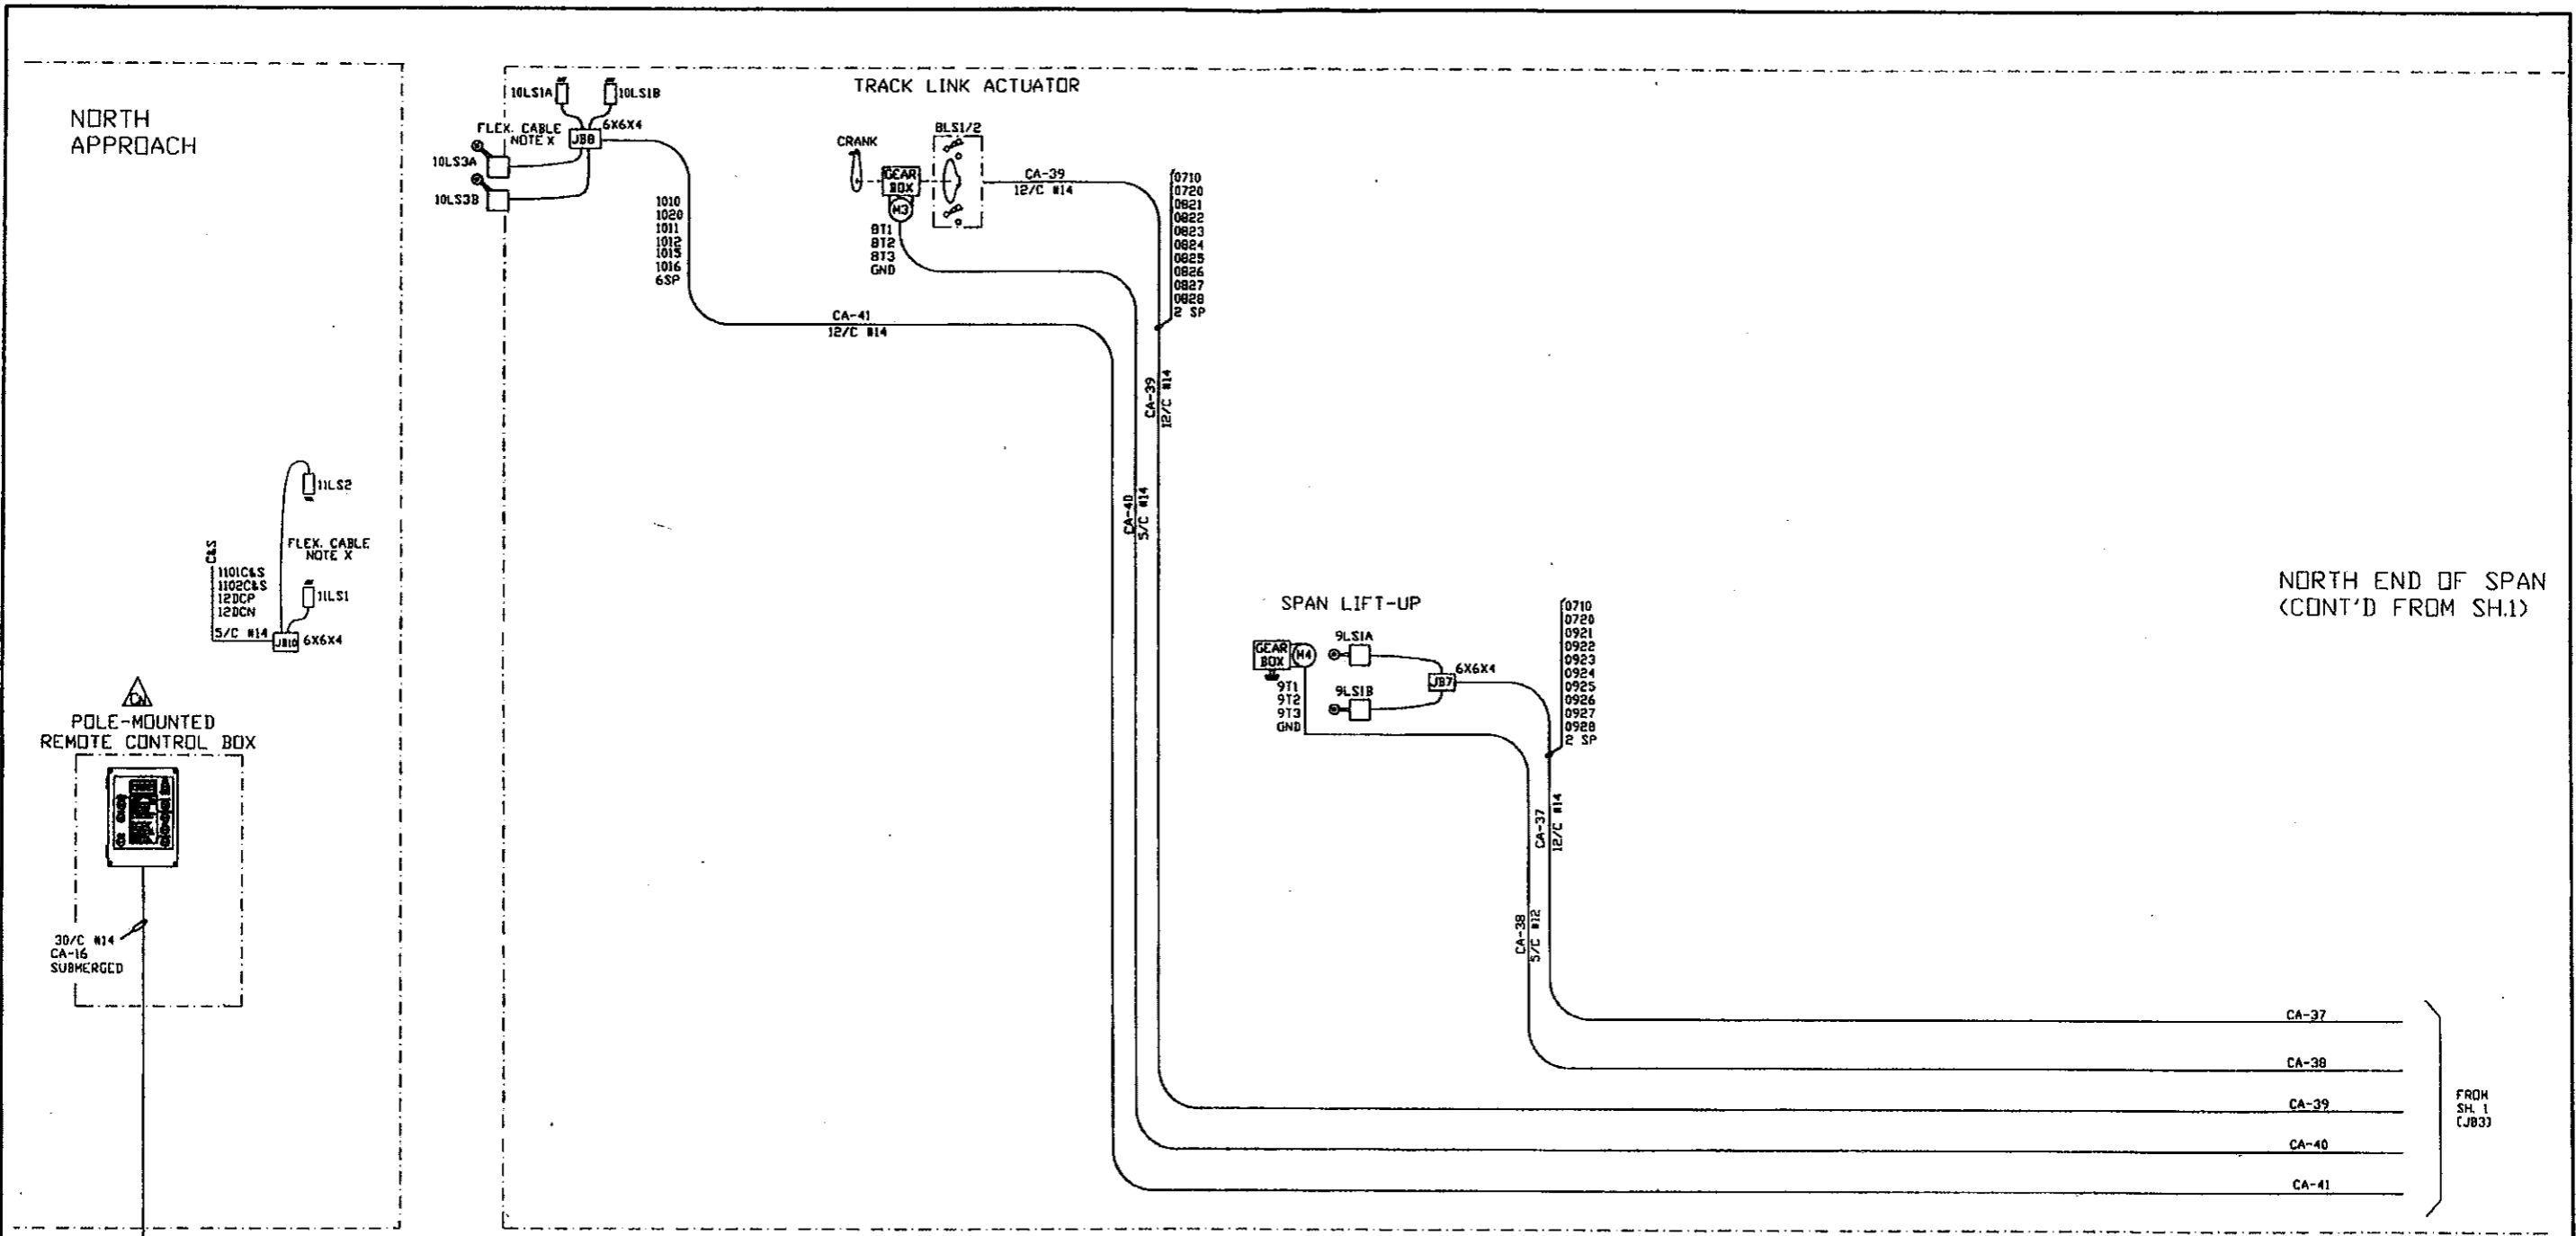 NORTH
APPROACH
10LS1A
10LS1B
FLEX. CABLE
NOTE X
6X6X4
JB8
10LS3A
10LS3B
1010
1020
1011
1012
1015
1016
6SP
CA-41
12/C #14
TRACK LINK ACTUATOR
CRANK
GEAR
BOX
M3
8LS1/2
8T1
8T2
8T3
GND
CA-39
12/C #14
0710
0720
0821
0822
0823
0824
0825
0826
0827
0828
2 SP
CA-39
12/C #14
CA-40
5/C #14
11LS2
FLEX. CABLE
NOTE X
11LS1
C&S
1101C&S
1102C&S
12DCP
12DCN
5/C #14
JB10
6X6X4
POLE-MOUNTED
REMOTE CONTROL BOX
30/C #14
CA-16
SUBMERGED
SPAN LIFT-UP
GEAR
BOX
M4
9LS1A
9LS1B
JB7
6X6X4
9T1
9T2
9T3
GND
0710
0720
0921
0922
0923
0924
0925
0926
0927
0928
2 SP
CA-37
12/C #14
CA-38
5/C #12
NORTH END OF SPAN
(CONT'D FROM SH.1)
CA-37
CA-38
CA-39
CA-40
CA-41
FROM
SH. 1
(JB3)